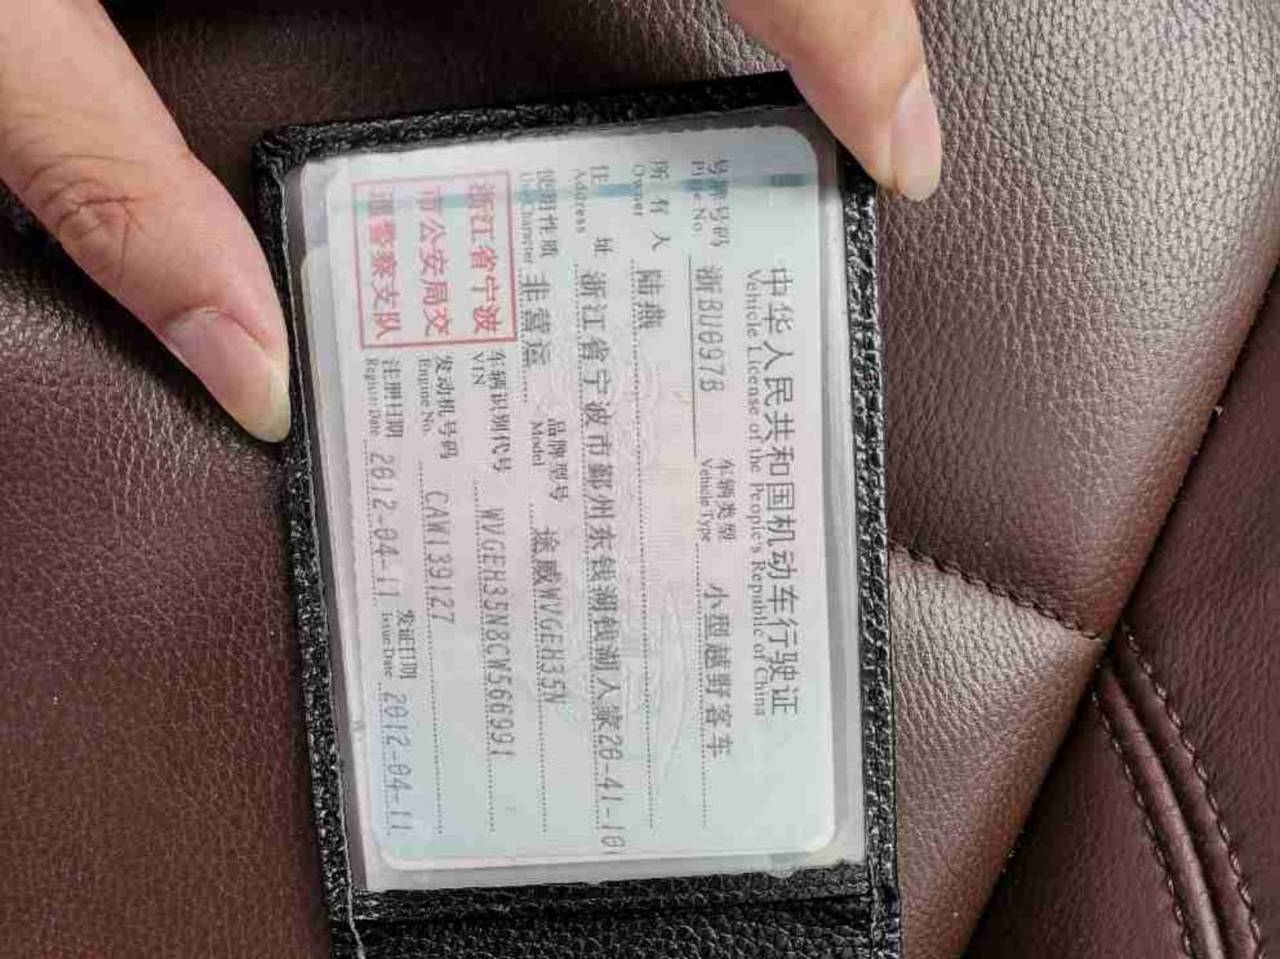 中华人民共和国机动车行驶证
Vehicle License of the People's Republic of China
号牌号码 浙BU097B 车辆类型 小型越野客车
Plate No. Vehicle Type
所有人 陆燕
Owner
住址 浙江省宁波市鄞州东钱湖钱湖人家20-41-10
Address
使用性质 非营运 品牌型号 途威WVGEH35N
Use Character Model
浙江省宁波
市公安局交
通警察支队
车辆识别代号 WVGEH35N8CW566991
VIN
发动机号码 CAW139127
Engine No.
注册日期 2012-04-11 发证日期 2012-04-11
Register Date Issue Date